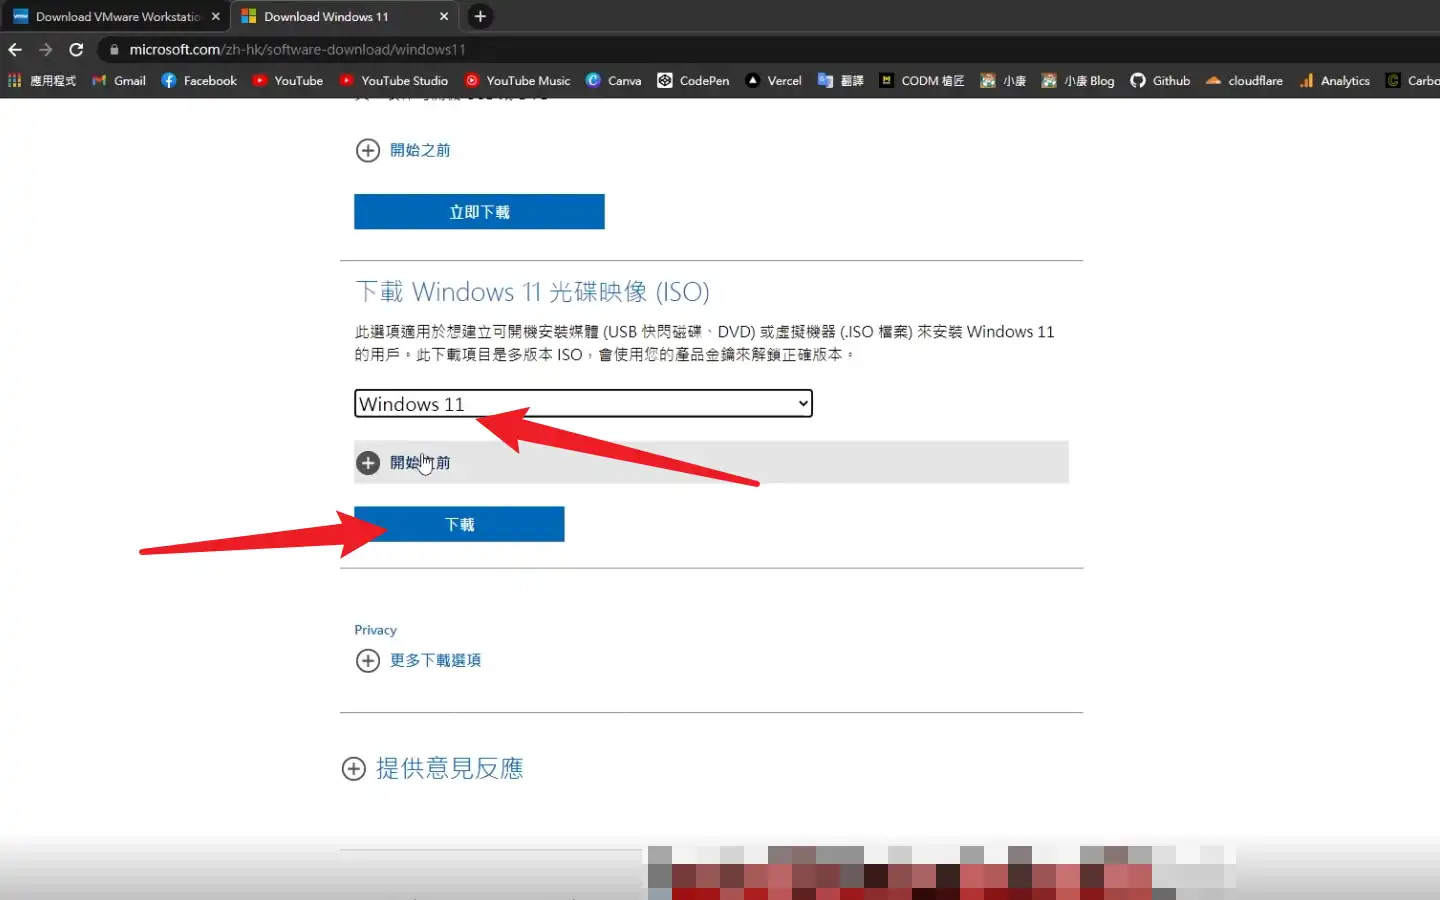 Download VMware Workstatio
Download Windows 11
microsoft.com/zh-hk/software-download/windows11
應用程式 Gmail Facebook YouTube YouTube Studio YouTube Music Canva CodePen Vercel 翻譯 CODM 槍匠 小康 小康 Blog Github cloudflare Analytics Carbo
開始之前
立即下載
下載 Windows 11 光碟映像 (ISO)
此選項適用於想建立可開機安裝媒體 (USB 快閃磁碟、DVD) 或虛擬機器 (.ISO 檔案) 來安裝 Windows 11
的用戶。此下載項目是多版本 ISO，會使用您的產品金鑰來解鎖正確版本。
Windows 11
開始之前
下載
Privacy
更多下載選項
提供意見反應